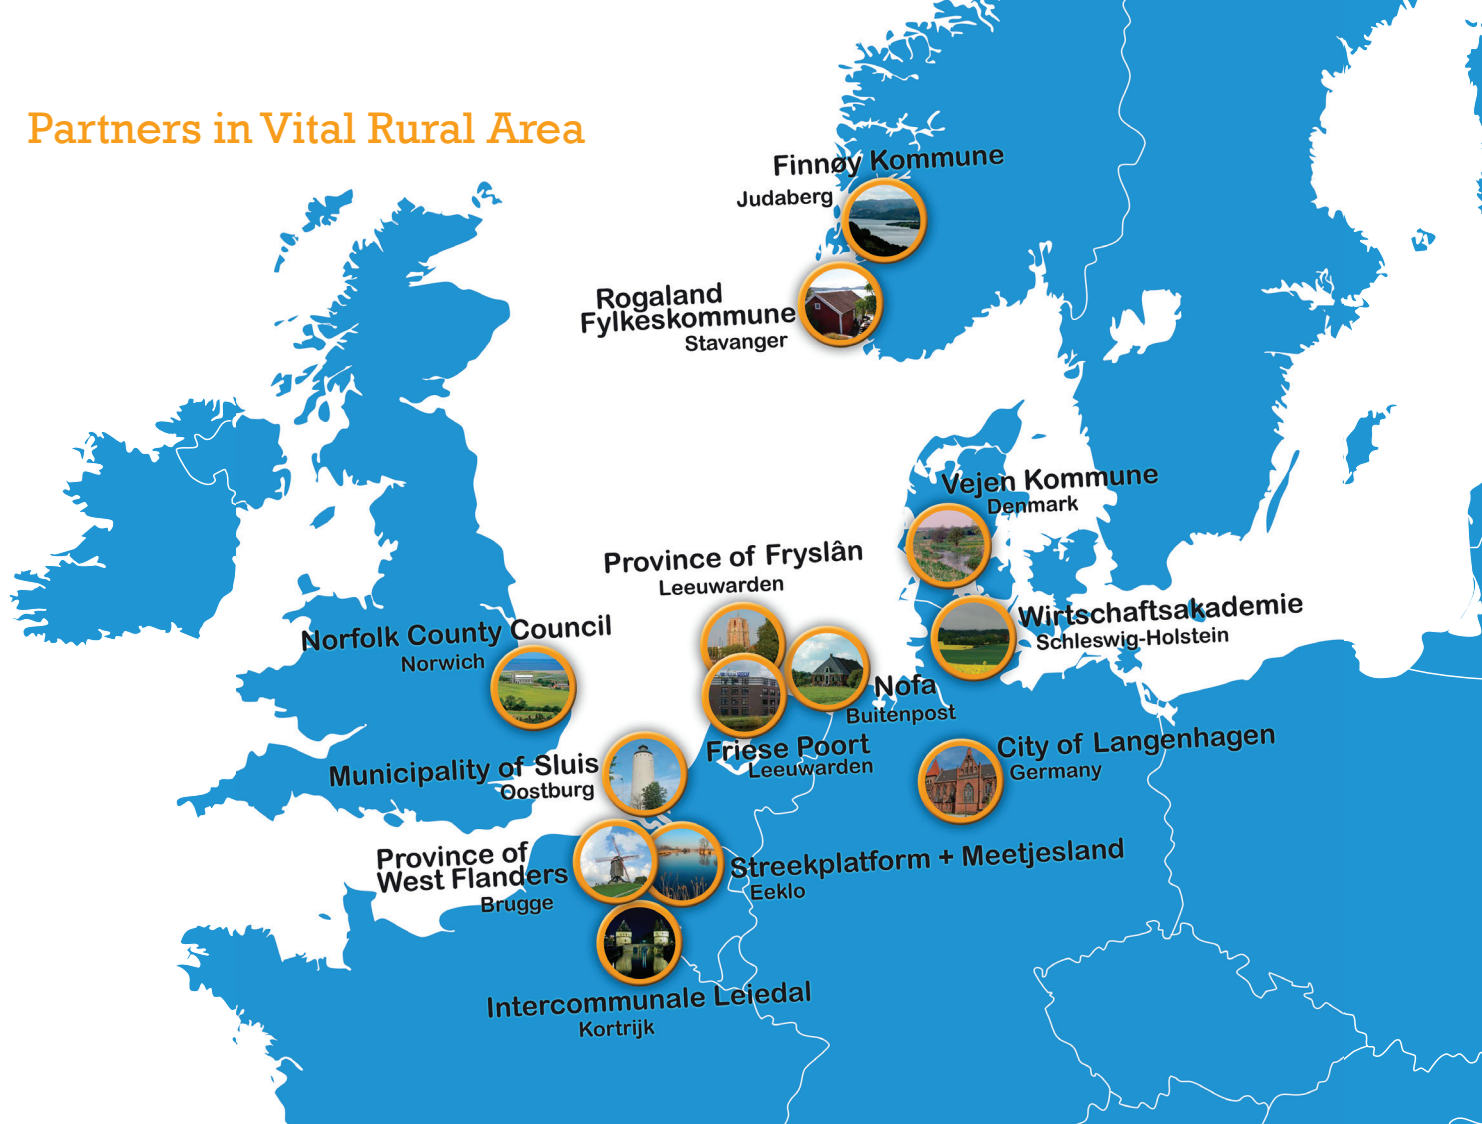 Partners in Vital Rural Area
Finnøy Kommune
Judaberg
Rogaland
Fylkeskommune
Stavanger
Vejen Kommune
Denmark
Province of Fryslân
Leeuwarden
Wirtschaftsakademie
Schleswig-Holstein
Norfolk County Council
Norwich
Nofa
Buitenpost
Friese Poort
Leeuwarden
City of Langenhagen
Germany
Municipality of Sluis
Oostburg
Province of
West Flanders
Brugge
Streekplatform + Meetjesland
Eeklo
Intercommunale Leiedal
Kortrijk